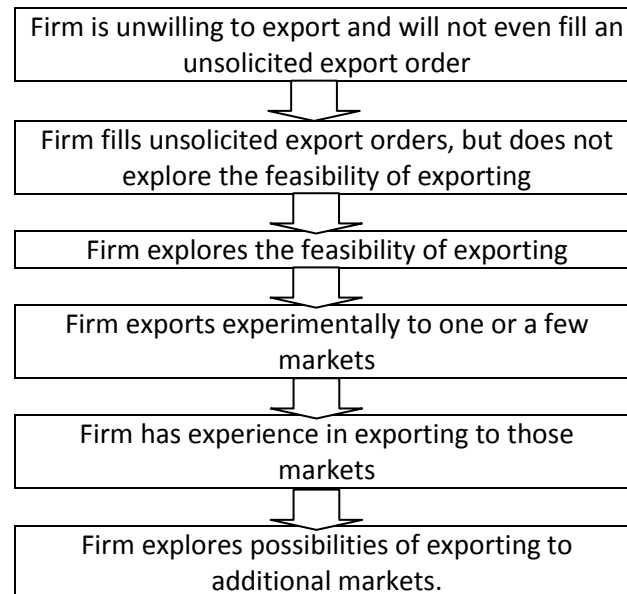 Firm is unwilling to export and will not even fill an
unsolicited export order
Firm fills unsolicited export orders, but does not
explore the feasibility of exporting
Firm explores the feasibility of exporting
Firm exports experimentally to one or a few
markets
Firm has experience in exporting to those
markets
Firm explores possibilities of exporting to
additional markets.